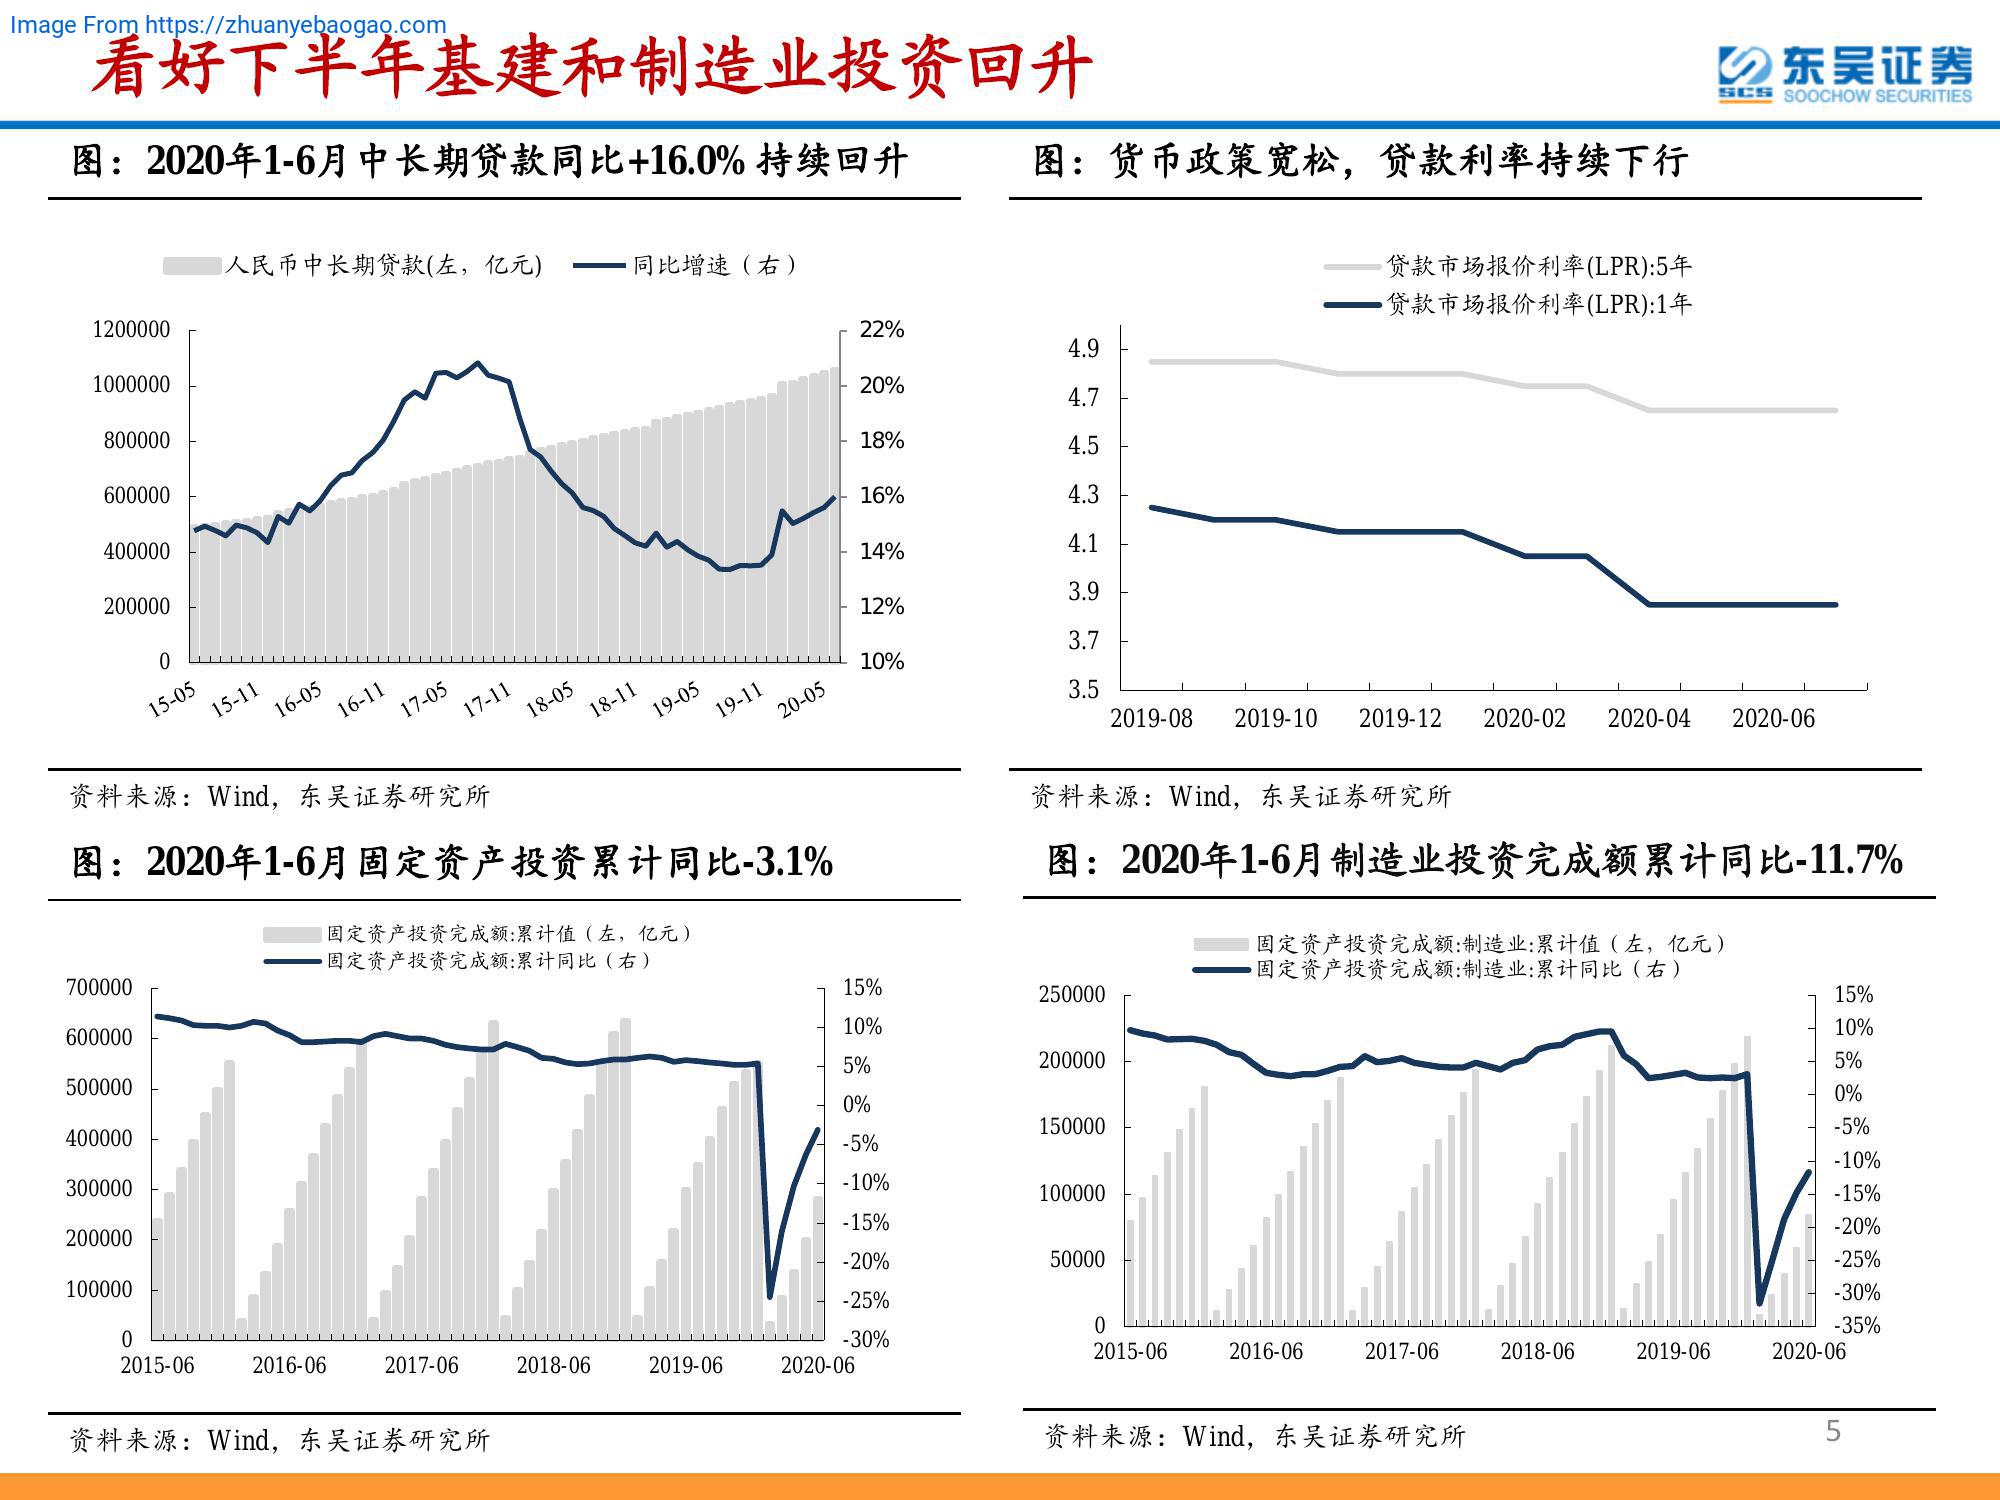 Image From https://zhuanyebaogao.com
看好下半年基建和制造业投资回升
SCS 东吴证券
SOOCHOW SECURITIES
图：2020年1-6月中长期贷款同比+16.0% 持续回升
人民币中长期贷款(左，亿元) 同比增速（右）
1200000
1000000
800000
600000
400000
200000
0
22%
20%
18%
16%
14%
12%
10%
15-05 15-11 16-05 16-11 17-05 17-11 18-05 18-11 19-05 19-11 20-05
资料来源：Wind，东吴证券研究所
图：货币政策宽松，贷款利率持续下行
贷款市场报价利率(LPR):5年
贷款市场报价利率(LPR):1年
4.9
4.7
4.5
4.3
4.1
3.9
3.7
3.5
2019-08 2019-10 2019-12 2020-02 2020-04 2020-06
资料来源：Wind，东吴证券研究所
图：2020年1-6月固定资产投资累计同比-3.1%
固定资产投资完成额:累计值（左，亿元）
固定资产投资完成额:累计同比（右）
700000
600000
500000
400000
300000
200000
100000
0
15%
10%
5%
0%
-5%
-10%
-15%
-20%
-25%
-30%
2015-06 2016-06 2017-06 2018-06 2019-06 2020-06
资料来源：Wind，东吴证券研究所
图：2020年1-6月制造业投资完成额累计同比-11.7%
固定资产投资完成额:制造业:累计值（左，亿元）
固定资产投资完成额:制造业:累计同比（右）
250000
200000
150000
100000
50000
0
15%
10%
5%
0%
-5%
-10%
-15%
-20%
-25%
-30%
-35%
2015-06 2016-06 2017-06 2018-06 2019-06 2020-06
资料来源：Wind，东吴证券研究所
5